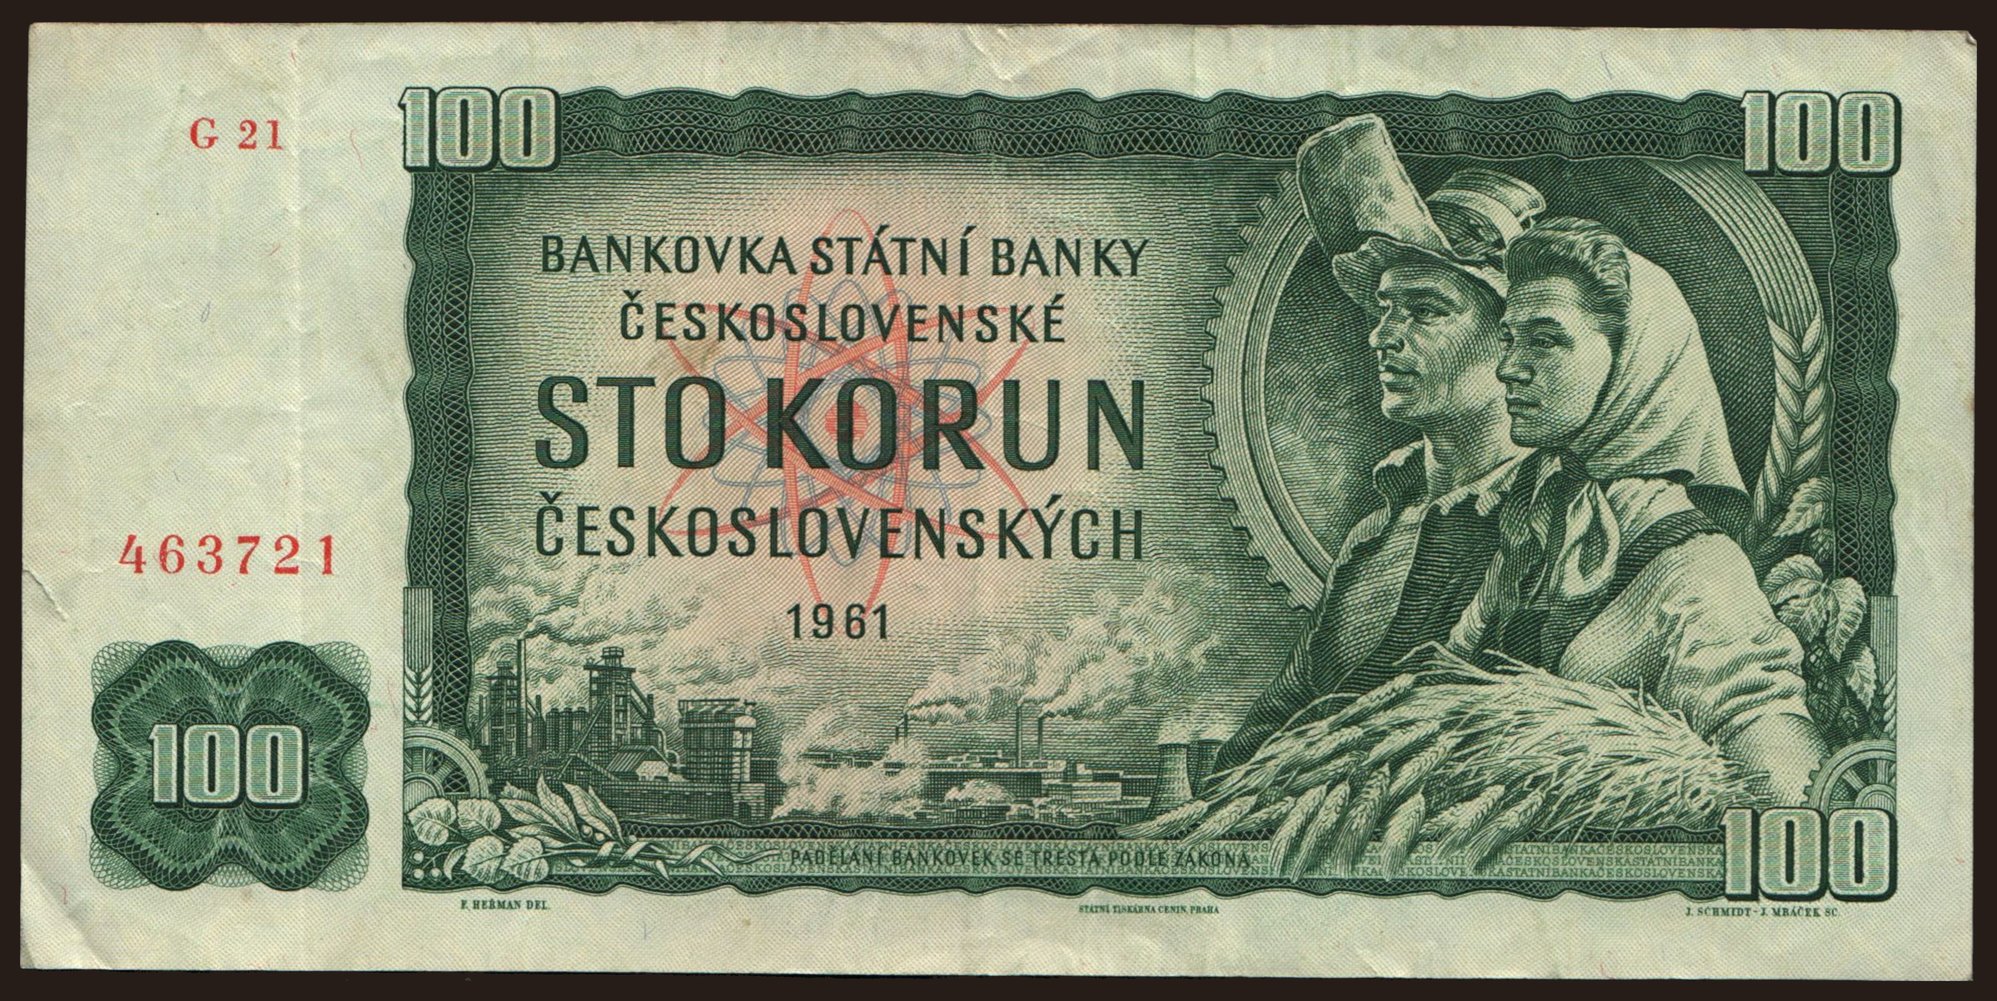 G 21
100
100
BANKOVKA STÁTNÍ BANKY
ČESKOSLOVENSKÉ
STO KORUN
ČESKOSLOVENSKÝCH
463721
1961
100
PADĚLÁNÍ BANKOVEK SE TRESTÁ PODLE ZÁKONA
100
F. HEŘMAN DEL.
STÁTNÍ TISKÁRNA CENIN, PRAHA
J. SCHMIDT - J. MRÁČEK SC.